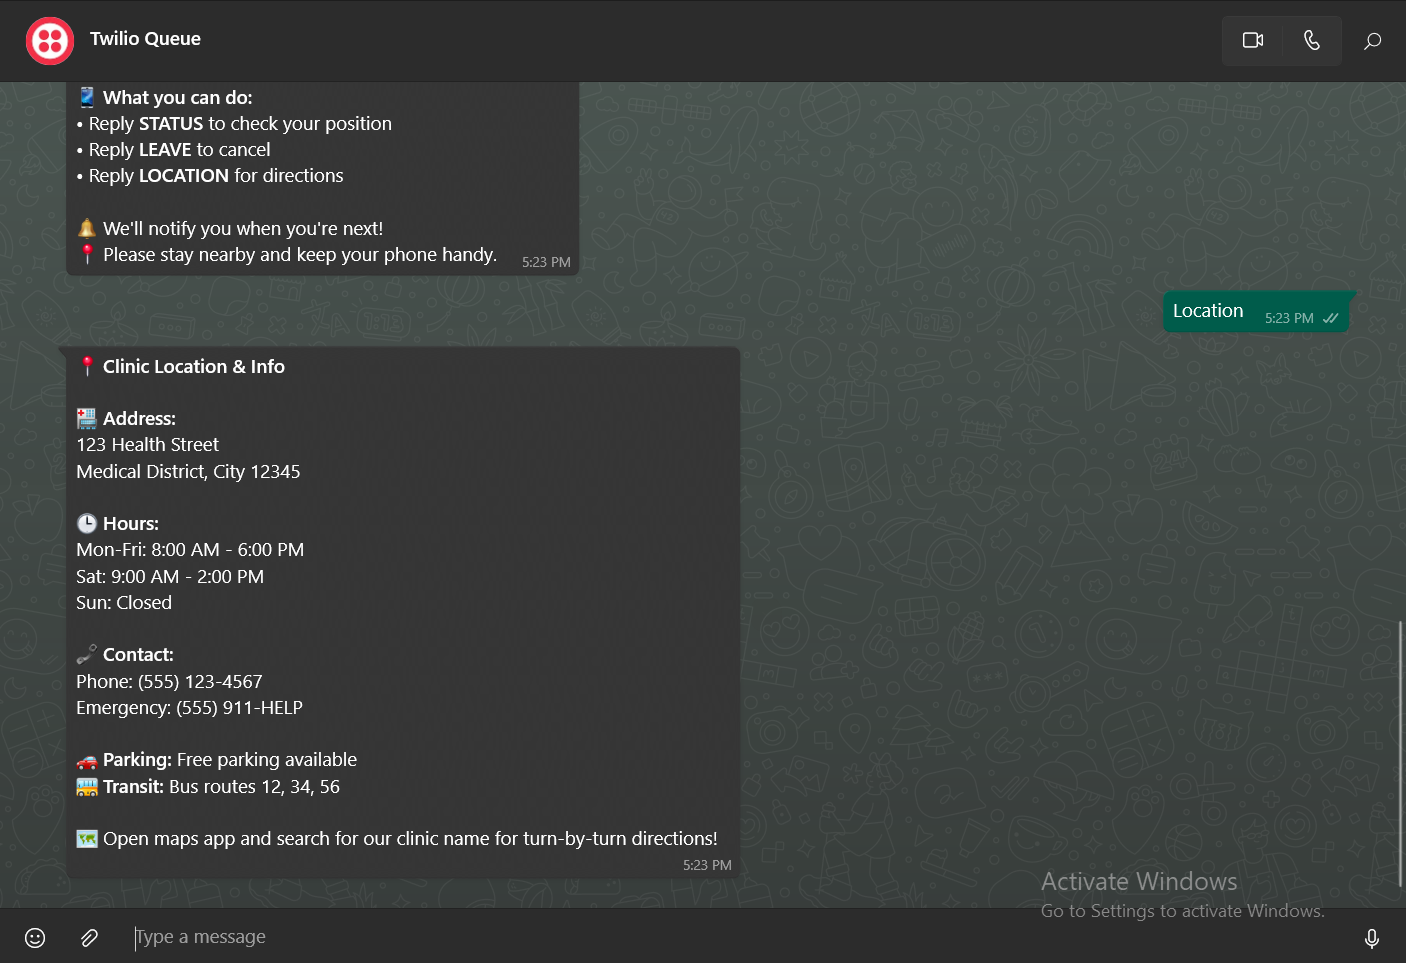 Twilio Queue
What you can do:
• Reply STATUS to check your position
• Reply LEAVE to cancel
• Reply LOCATION for directions
We'll notify you when you're next!
Please stay nearby and keep your phone handy.
5:23 PM
Location
5:23 PM
Clinic Location & Info
Address:
123 Health Street
Medical District, City 12345
Hours:
Mon-Fri: 8:00 AM - 6:00 PM
Sat: 9:00 AM - 2:00 PM
Sun: Closed
Contact:
Phone: (555) 123-4567
Emergency: (555) 911-HELP
Parking: Free parking available
Transit: Bus routes 12, 34, 56
Open maps app and search for our clinic name for turn-by-turn directions!
5:23 PM
Activate Windows
Go to Settings to activate Windows.
Type a message